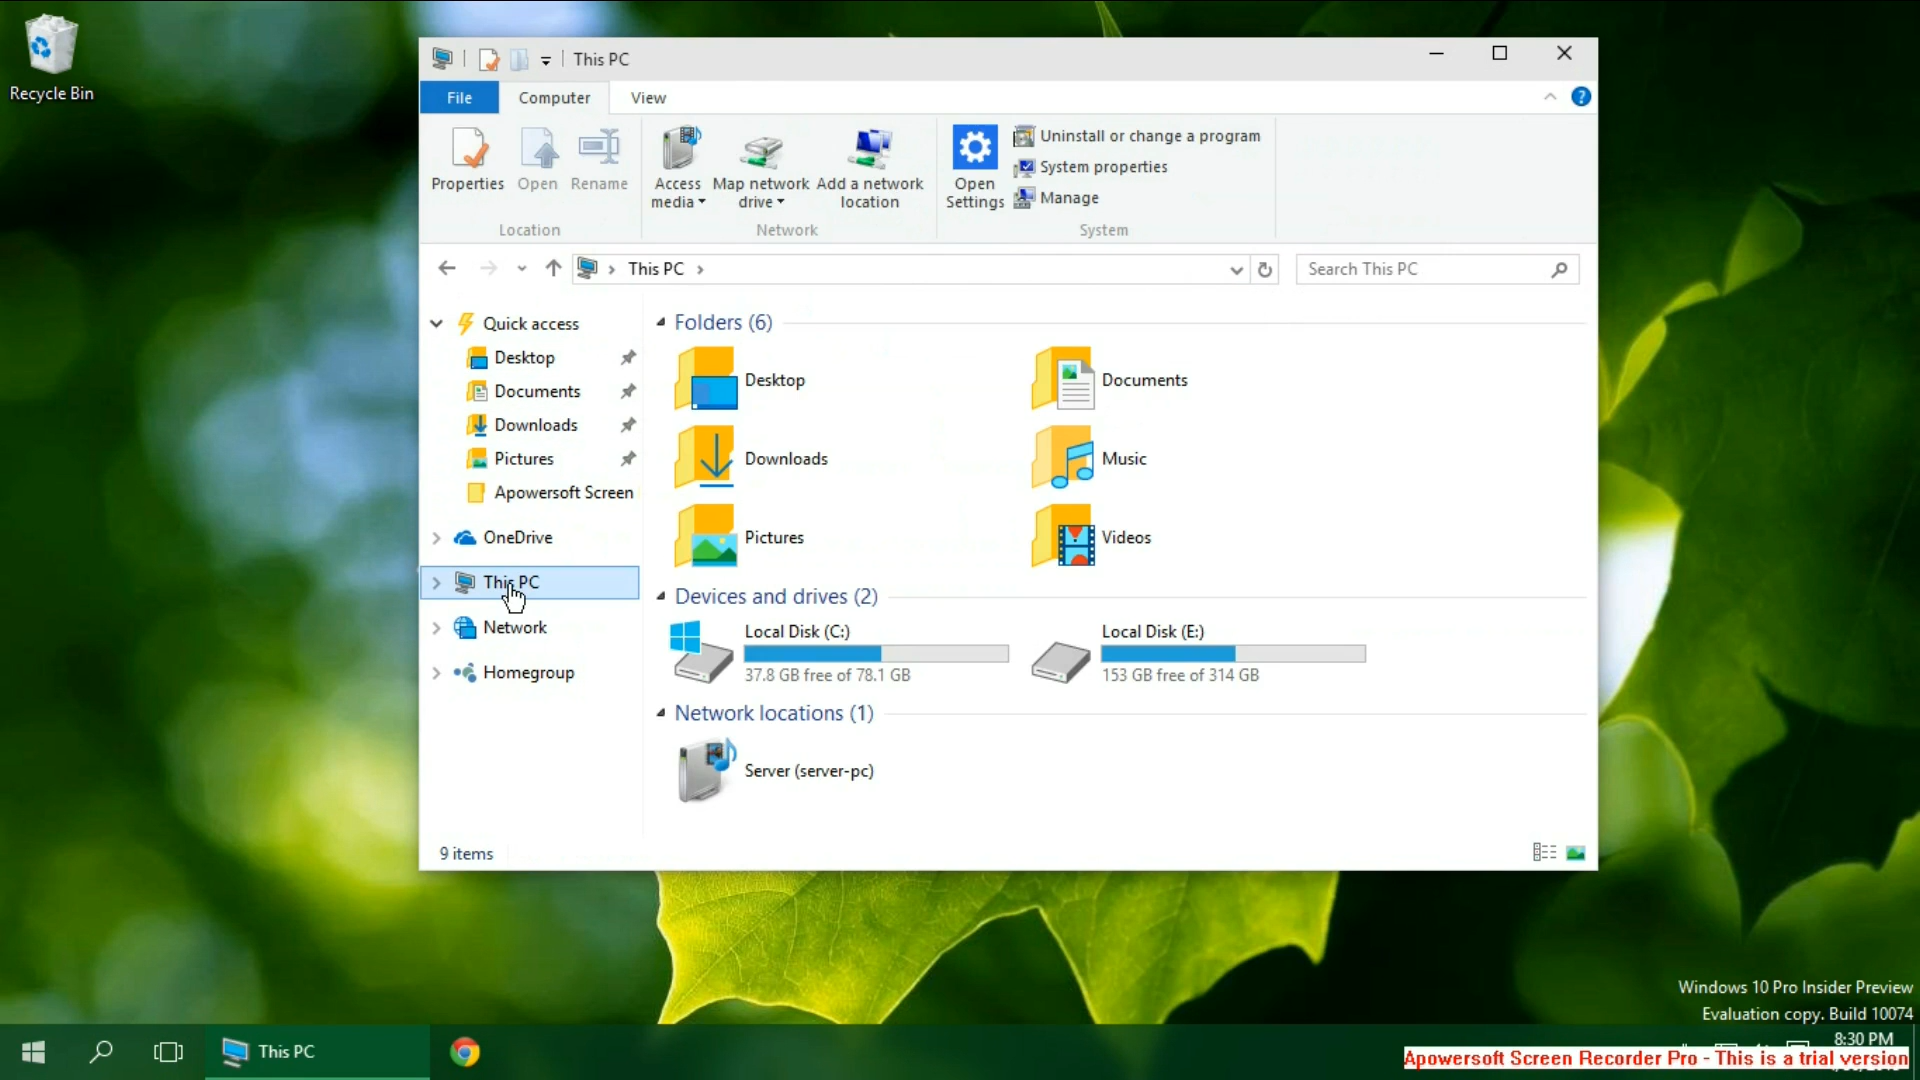 Recycle Bin
This PC
File
Computer
View
Properties
Open
Rename
Access media
Map network drive
Add a network location
Open Settings
Uninstall or change a program
System properties
Manage
Location
Network
System
This PC
Search This PC
Quick access
Desktop
Documents
Downloads
Pictures
Apowersoft Screen
OneDrive
This PC
Network
Homegroup
Folders (6)
Desktop
Documents
Downloads
Music
Pictures
Videos
Devices and drives (2)
Local Disk (C:)
37.8 GB free of 78.1 GB
Local Disk (E:)
153 GB free of 314 GB
Network locations (1)
Server (server-pc)
9 items
Windows 10 Pro Insider Preview
Evaluation copy. Build 10074
This PC
8:30 PM
Apowersoft Screen Recorder Pro - This is a trial version